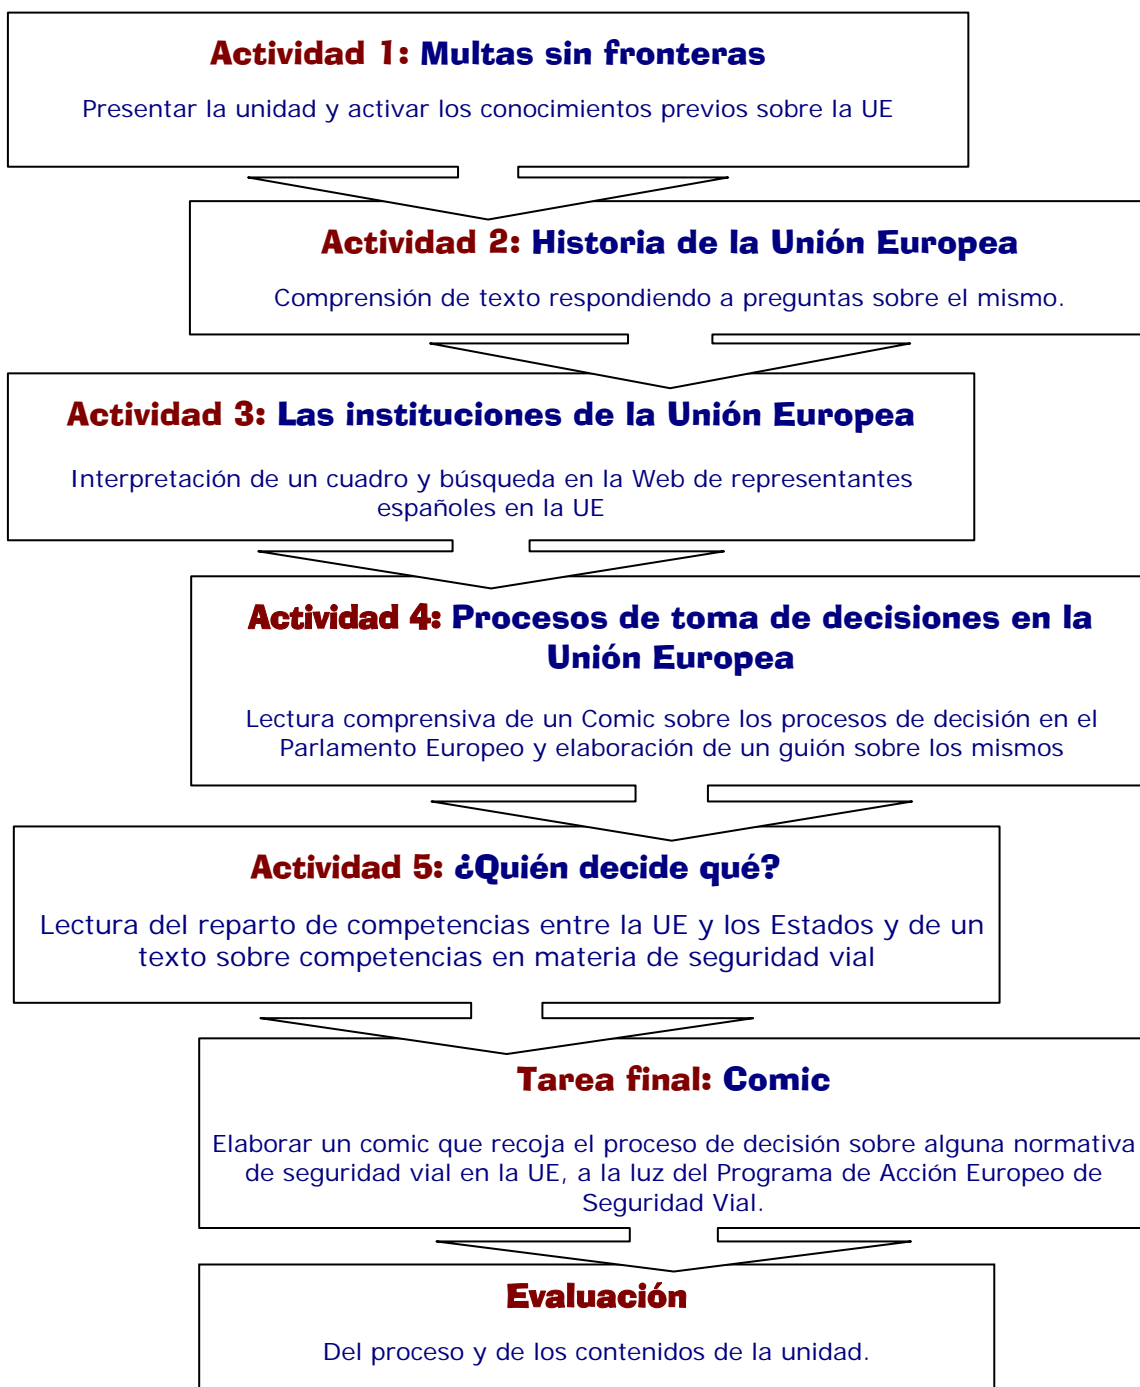 Actividad 1: Multas sin fronteras
Presentar la unidad y activar los conocimientos previos sobre la UE
Actividad 2: Historia de la Unión Europea
Comprensión de texto respondiendo a preguntas sobre el mismo.
Actividad 3: Las instituciones de la Unión Europea
Interpretación de un cuadro y búsqueda en la Web de representantes
españoles en la UE
Actividad 4: Procesos de toma de decisiones en la
Unión Europea
Lectura comprensiva de un Comic sobre los procesos de decisión en el
Parlamento Europeo y elaboración de un guión sobre los mismos
Actividad 5: ¿Quién decide qué?
Lectura del reparto de competencias entre la UE y los Estados y de un
texto sobre competencias en materia de seguridad vial
Tarea final: Comic
Elaborar un comic que recoja el proceso de decisión sobre alguna normativa
de seguridad vial en la UE, a la luz del Programa de Acción Europeo de
Seguridad Vial.
Evaluación
Del proceso y de los contenidos de la unidad.